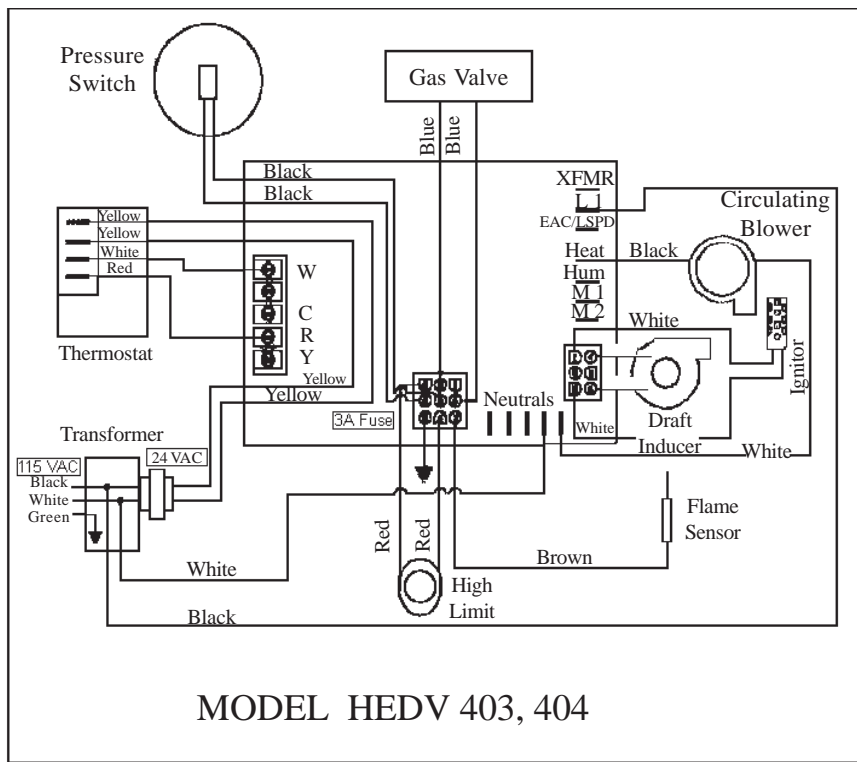 Pressure
Switch
Gas Valve
Blue
Blue
Black
Black
XFMR
L 1
EAC/LSPD
Heat
Hum
M 1
M 2
Black
Circulating
Blower
Yellow
Yellow
White
Red
Thermostat
W
C
R
Y
White
Ignitor
Yellow
Yellow
3A Fuse
Neutrals
White
Draft
Inducer
White
Transformer
115 VAC
24 VAC
Black
White
Green
White
Black
Red
Red
High
Limit
Brown
Flame
Sensor
MODEL HEDV 403, 404